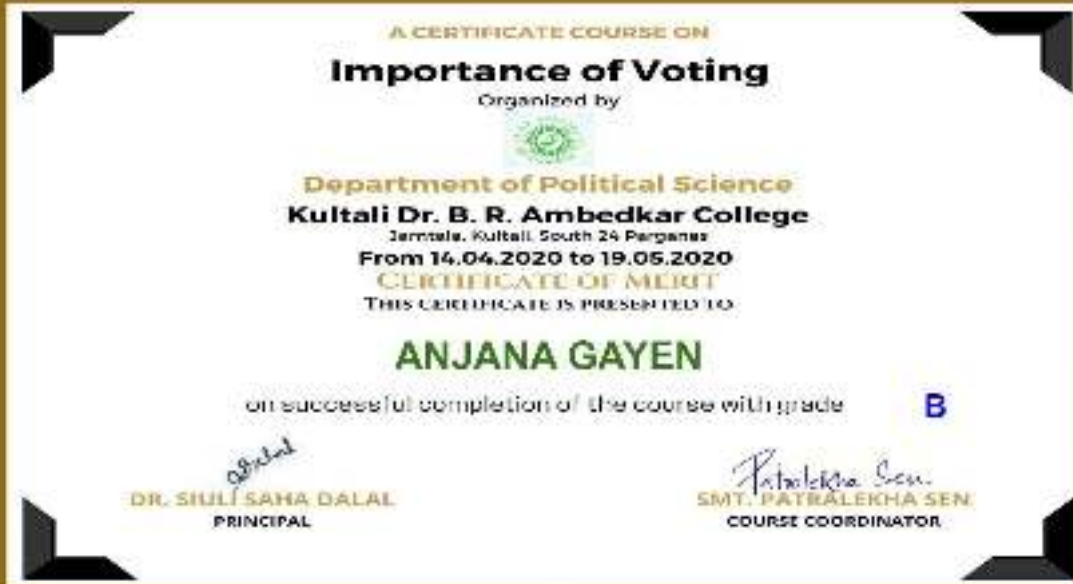 A CERTIFICATE COURSE ON
Importance of Voting
Organized by
Department of Political Science
Kultali Dr. B. R. Ambedkar College
Jamtala, Kultali, South 24 Parganas
From 14.04.2020 to 19.05.2020
CERTIFICATE OF MERIT
THIS CERTIFICATE IS PRESENTED TO
ANJANA GAYEN
on successful completion of the course with grade B
Patralekha Sen.
DR. SIULI SAHA DALAL
SMT. PATRALEKHA SEN
PRINCIPAL
COURSE COORDINATOR